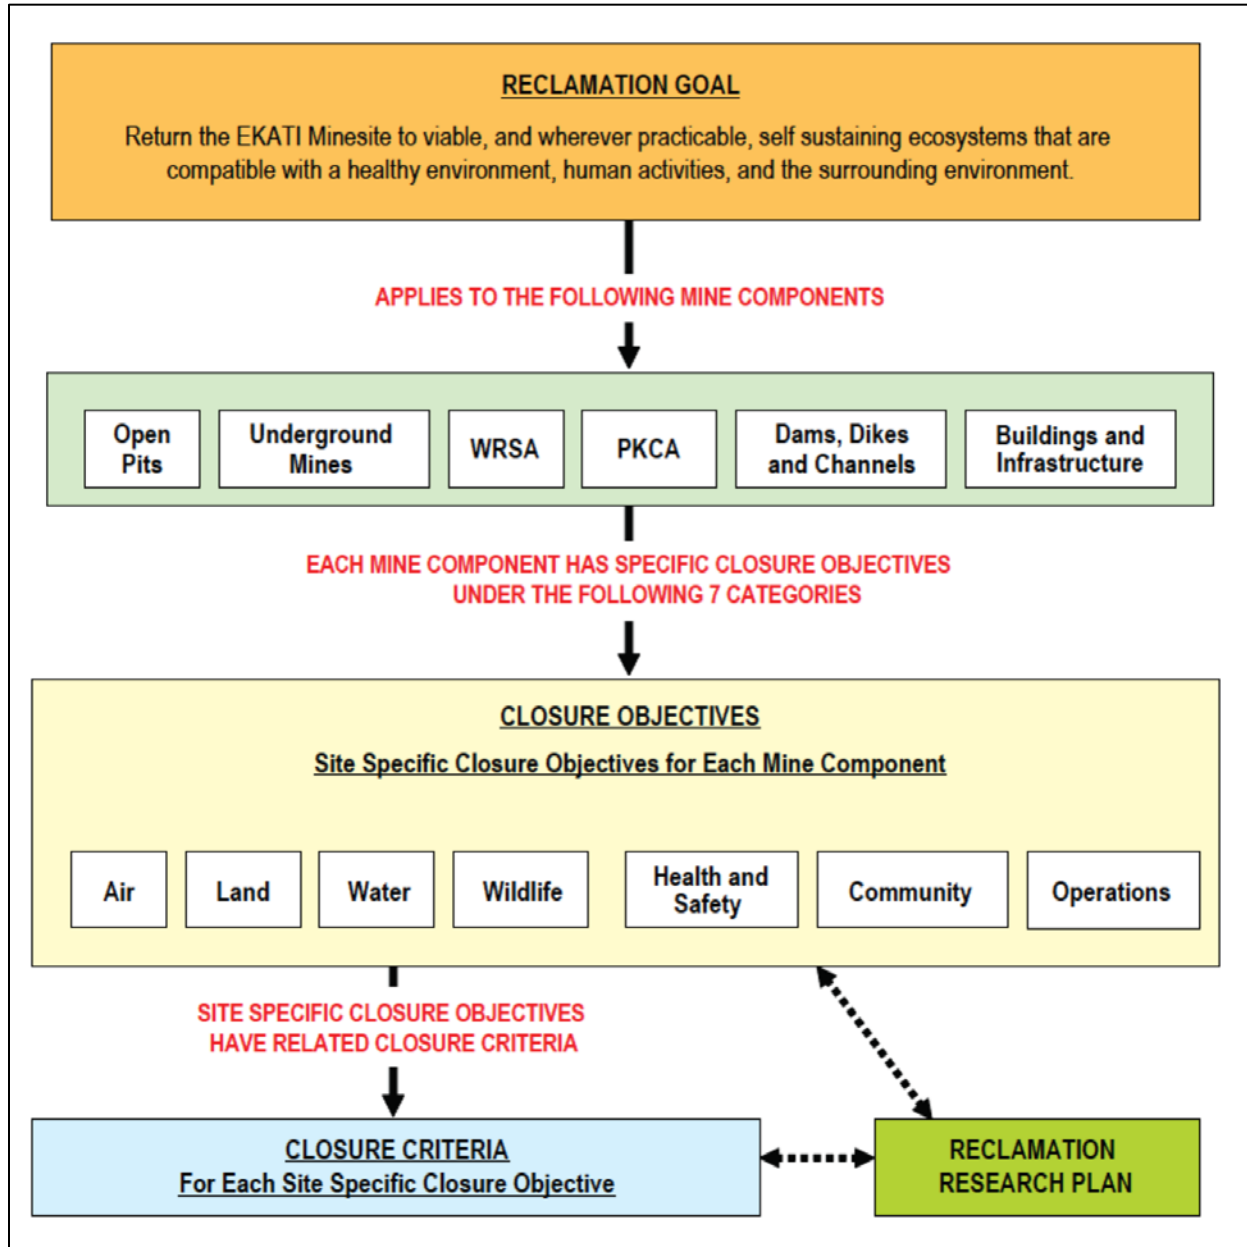 RECLAMATION GOAL
Return the EKATI Minesite to viable, and wherever practicable, self sustaining ecosystems that are
compatible with a healthy environment, human activities, and the surrounding environment.
APPLIES TO THE FOLLOWING MINE COMPONENTS
Open
Pits
Underground
Mines
WRSA
PKCA
Dams, Dikes
and Channels
Buildings and
Infrastructure
EACH MINE COMPONENT HAS SPECIFIC CLOSURE OBJECTIVES
UNDER THE FOLLOWING 7 CATEGORIES
CLOSURE OBJECTIVES
Site Specific Closure Objectives for Each Mine Component
Air
Land
Water
Wildlife
Health and
Safety
Community
Operations
SITE SPECIFIC CLOSURE OBJECTIVES
HAVE RELATED CLOSURE CRITERIA
CLOSURE CRITERIA
For Each Site Specific Closure Objective
RECLAMATION
RESEARCH PLAN